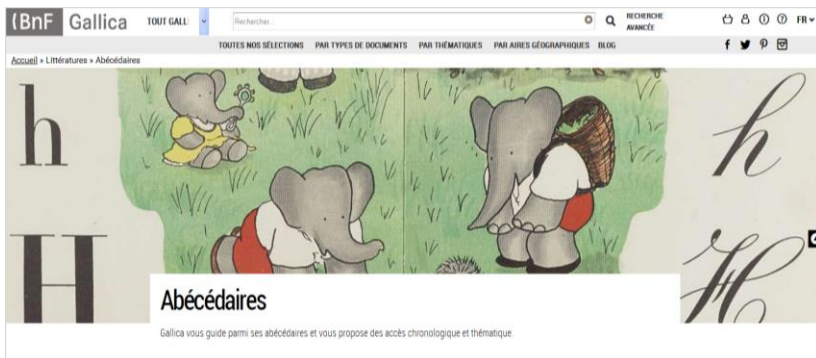 {BnF Gallica TOUT GALL Rechercher... RECHERCHE AVANCÉE FR
TOUTES NOS SÉLECTIONS PAR TYPES DE DOCUMENTS PAR THÉMATIQUES PAR AIRES GÉOGRAPHIQUES BLOG
Accueil » Littératures » Abécédaires
h h
H H
Abécédaires
Gallica vous guide parmi ses abécédaires et vous propose des accès chronologique et thématique.